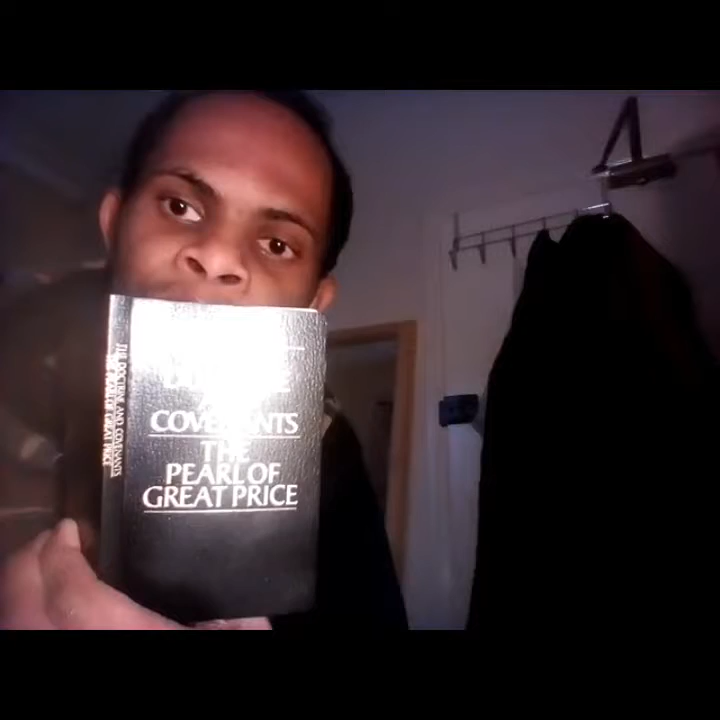 THE DOCTRINE AND COVENANTS
THE PEARL OF GREAT PRICE
COVENANTS
THE
PEARL OF
GREAT PRICE